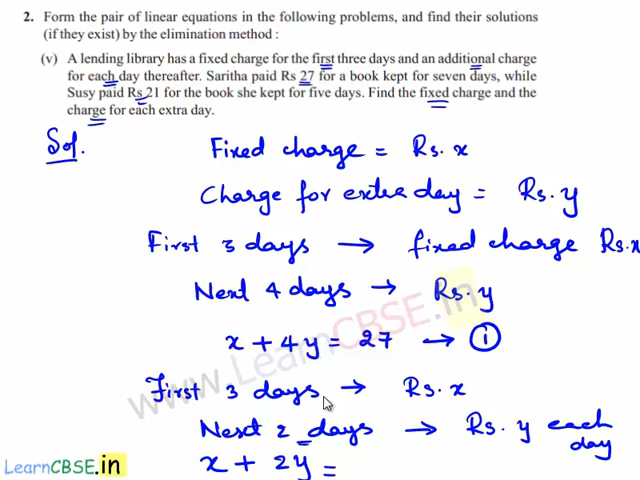 2. Form the pair of linear equations in the following problems, and find their solutions
(if they exist) by the elimination method :
(v) A lending library has a fixed charge for the first three days and an additional charge
for each day thereafter. Saritha paid Rs 27 for a book kept for seven days, while
Susy paid Rs 21 for the book she kept for five days. Find the fixed charge and the
charge for each extra day.
Sol. Fixed charge = Rs. x
Charge for extra day = Rs. y
First 3 days → fixed charge Rs. x
Next 4 days → Rs. y
x + 4y = 27 → ①
First 3 days → Rs. x
Next 2 days → Rs. y each day
x + 2y =
www.LearnCBSE.in
LearnCBSE.in